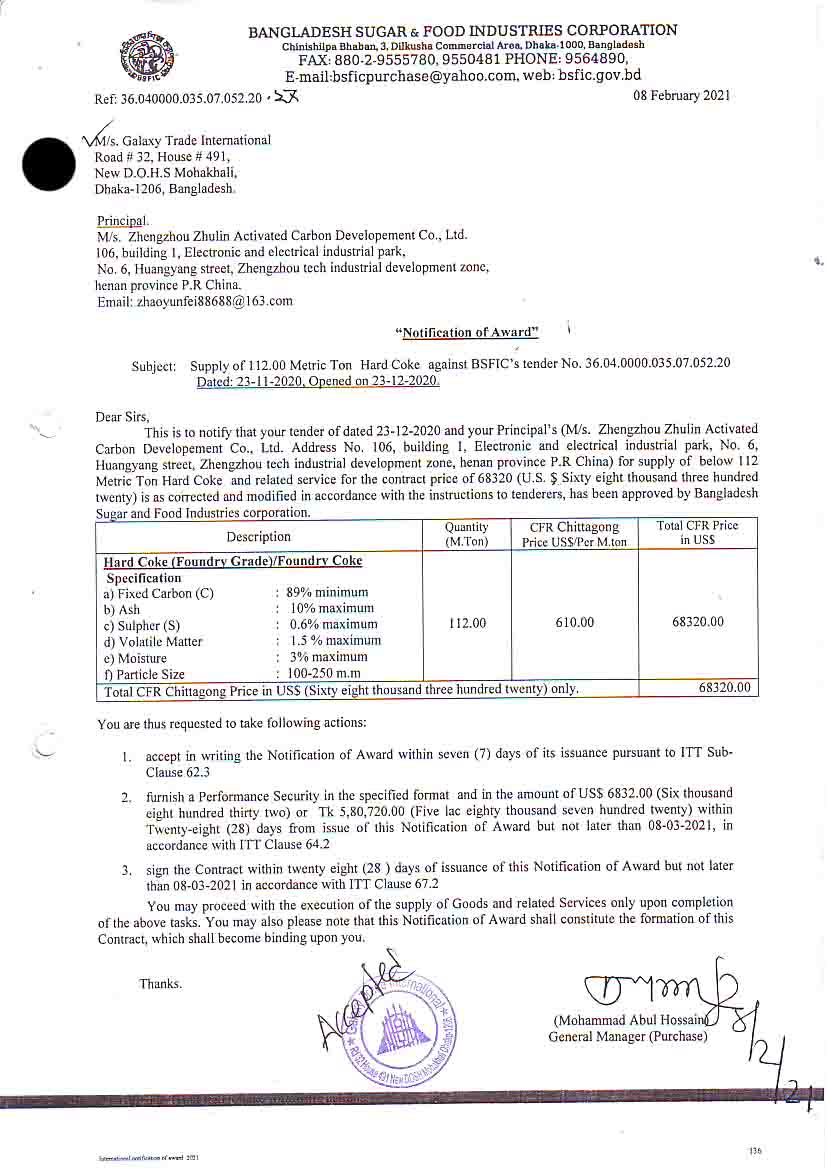 BANGLADESH SUGAR & FOOD INDUSTRIES CORPORATION
Chinishilpa Bhaban, 3, Dilkusha Commercial Area, Dhaka-1000, Bangladesh
FAX: 880-2-9555780, 9550481 PHONE: 9564890,
E-mail:bsficpurchase@yahoo.com, web: bsfic.gov.bd
BSFIC
Ref: 36.040000.035.07.052.20
08 February 2021
M/s. Galaxy Trade International
Road # 32, House # 491,
New D.O.H.S Mohakhali,
Dhaka-1206, Bangladesh.
Principal.
M/s. Zhengzhou Zhulin Activated Carbon Developement Co., Ltd.
106, building 1, Electronic and electrical industrial park,
No. 6, Huangyang street, Zhengzhou tech industrial development zone,
henan province P.R China.
Email: zhaoyunfei88688@163.com
“Notification of Award”
Subject: Supply of 112.00 Metric Ton Hard Coke against BSFIC's tender No. 36.04.0000.035.07.052.20
Dated: 23-11-2020, Opened on 23-12-2020.
Dear Sirs,
This is to notify that your tender of dated 23-12-2020 and your Principal's (M/s. Zhengzhou Zhulin Activated
Carbon Developement Co., Ltd. Address No. 106, building 1, Electronic and electrical industrial park, No. 6,
Huangyang street, Zhengzhou tech industrial development zone, henan province P.R China) for supply of below 112
Metric Ton Hard Coke and related service for the contract price of 68320 (U.S. $ Sixty eight thousand three hundred
twenty) is as corrected and modified in accordance with the instructions to tenderers, has been approved by Bangladesh
Sugar and Food Industries corporation.
Description
Quantity
(M.Ton)
CFR Chittagong
Price US$/Per M.ton
Total CFR Price
in US$
Hard Coke (Foundry Grade)/Foundry Coke
Specification
a) Fixed Carbon (C) : 89% minimum
b) Ash : 10% maximum
c) Sulpher (S) : 0.6% maximum 112.00 610.00 68320.00
d) Volatile Matter : 1.5 % maximum
e) Moisture : 3% maximum
f) Particle Size : 100-250 m.m
Total CFR Chittagong Price in US$ (Sixty eight thousand three hundred twenty) only. 68320.00
You are thus requested to take following actions:
1. accept in writing the Notification of Award within seven (7) days of its issuance pursuant to ITT Sub-
Clause 62.3
2. furnish a Performance Security in the specified format and in the amount of US$ 6832.00 (Six thousand
eight hundred thirty two) or Tk 5,80,720.00 (Five lac eighty thousand seven hundred twenty) within
Twenty-eight (28) days from issue of this Notification of Award but not later than 08-03-2021, in
accordance with ITT Clause 64.2
3. sign the Contract within twenty eight (28 ) days of issuance of this Notification of Award but not later
than 08-03-2021 in accordance with ITT Clause 67.2
You may proceed with the execution of the supply of Goods and related Services only upon completion
of the above tasks. You may also please note that this Notification of Award shall constitute the formation of this
Contract, which shall become binding upon you.
Thanks.
Accepted
(Mohammad Abul Hossain)
General Manager (Purchase)
8/2/21
136
International notification of award 2021